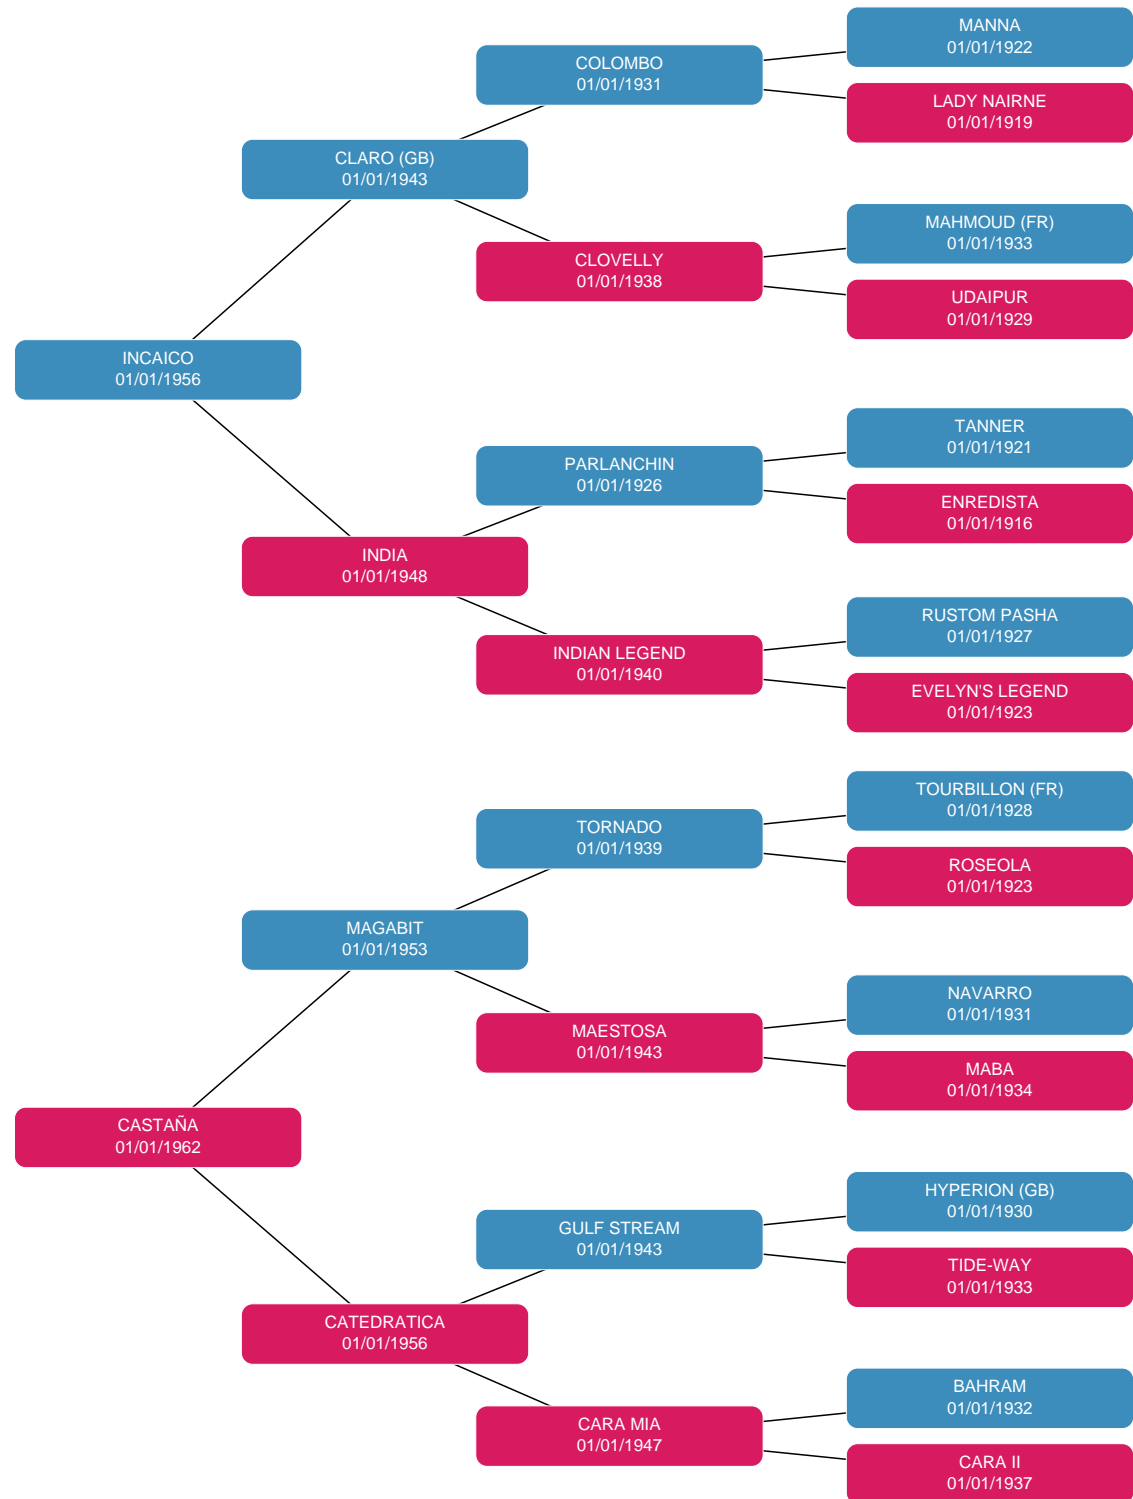 MANNA
01/01/1922
COLOMBO
01/01/1931
LADY NAIRNE
01/01/1919
CLARO (GB)
01/01/1943
MAHMOUD (FR)
01/01/1933
CLOVELLY
01/01/1938
UDAIPUR
01/01/1929
INCAICO
01/01/1956
TANNER
01/01/1921
PARLANCHIN
01/01/1926
ENREDISTA
01/01/1916
INDIA
01/01/1948
RUSTOM PASHA
01/01/1927
INDIAN LEGEND
01/01/1940
EVELYN'S LEGEND
01/01/1923
TOURBILLON (FR)
01/01/1928
TORNADO
01/01/1939
ROSEOLA
01/01/1923
MAGABIT
01/01/1953
NAVARRO
01/01/1931
MAESTOSA
01/01/1943
MABA
01/01/1934
CASTAÑA
01/01/1962
HYPERION (GB)
01/01/1930
GULF STREAM
01/01/1943
TIDE-WAY
01/01/1933
CATEDRATICA
01/01/1956
BAHRAM
01/01/1932
CARA MIA
01/01/1947
CARA II
01/01/1937